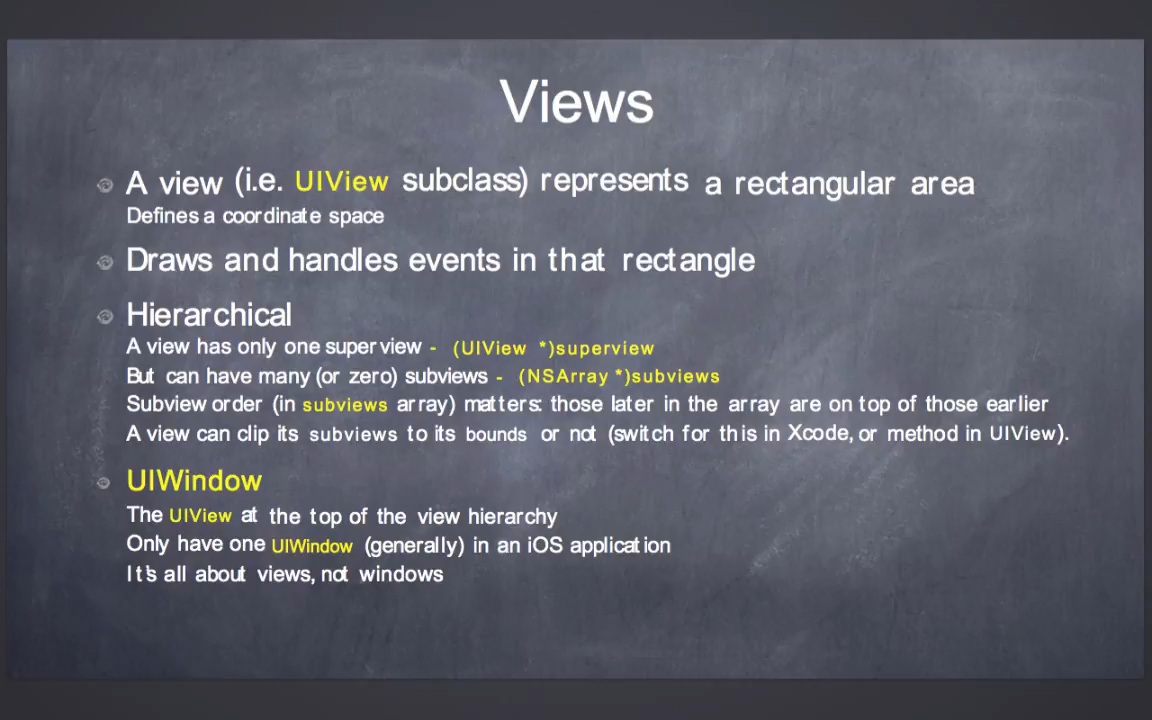 Views
A view (i.e. UIView subclass) represents a rectangular area
Defines a coordinate space
Draws and handles events in that rectangle
Hierarchical
A view has only one superview - (UIView *)superview
But can have many (or zero) subviews - (NSArray *)subviews
Subview order (in subviews array) matters: those later in the array are on top of those earlier
A view can clip its subviews to its bounds or not (switch for this in Xcode, or method in UIView).
UIWindow
The UIView at the top of the view hierarchy
Only have one UIWindow (generally) in an iOS application
It's all about views, not windows